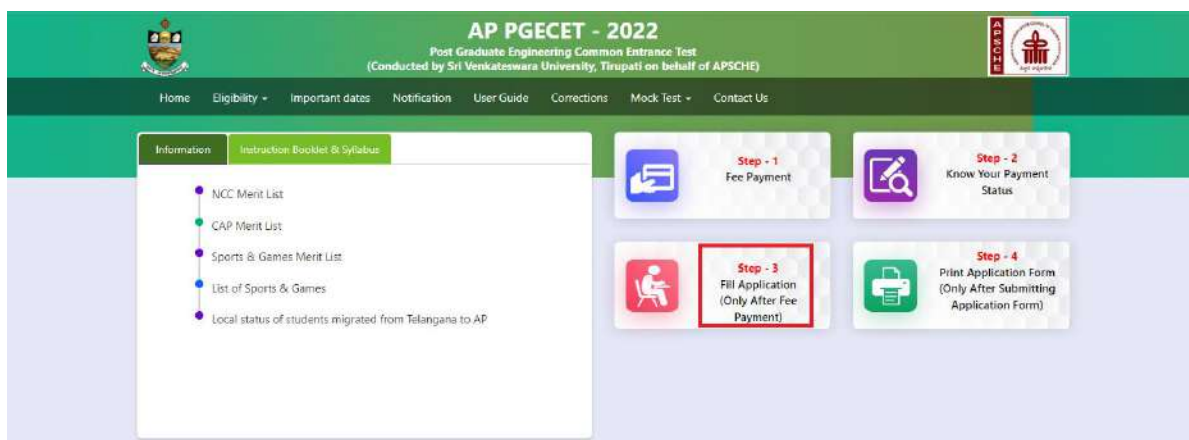 AP PGECET - 2022
Post Graduate Engineering Common Entrance Test
(Conducted by Sri Venkateswara University, Tirupati on behalf of APSCHE)
APSCHE
Home Eligibility Important dates Notification User Guide Corrections Mock Test Contact Us
Information Instruction Booklet & Syllabus
NCC Merit List
CAP Merit List
Sports & Games Merit List
List of Sports & Games
Local status of students migrated from Telangana to AP
Step - 1
Fee Payment
Step - 2
Know Your Payment
Status
Step - 3
Fill Application
(Only After Fee
Payment)
Step - 4
Print Application Form
(Only After Submitting
Application Form)